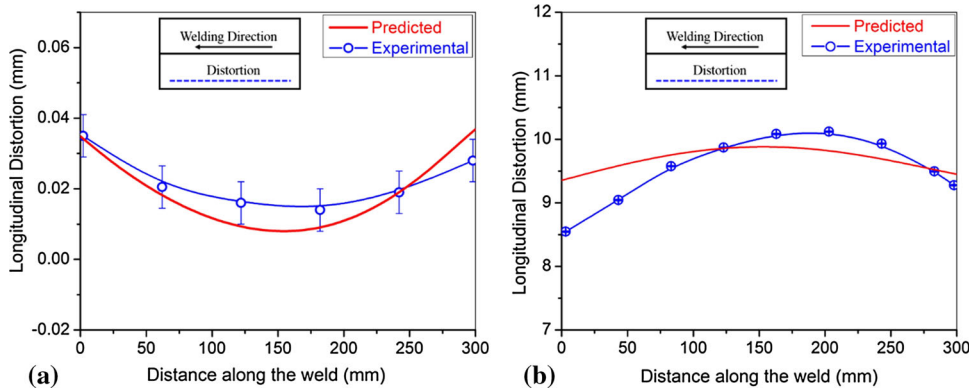 0.06
0.04
0.02
0.00
-0.02
Longitudinal Distortion (mm)
Welding Direction
Distortion
Predicted
Experimental
0 50 100 150 200 250 300
Distance along the weld (mm)
(a)
12
11
10
9
8
7
Longitudinal Distortion (mm)
Welding Direction
Distortion
Predicted
Experimental
0 50 100 150 200 250 300
Distance along the weld (mm)
(b)